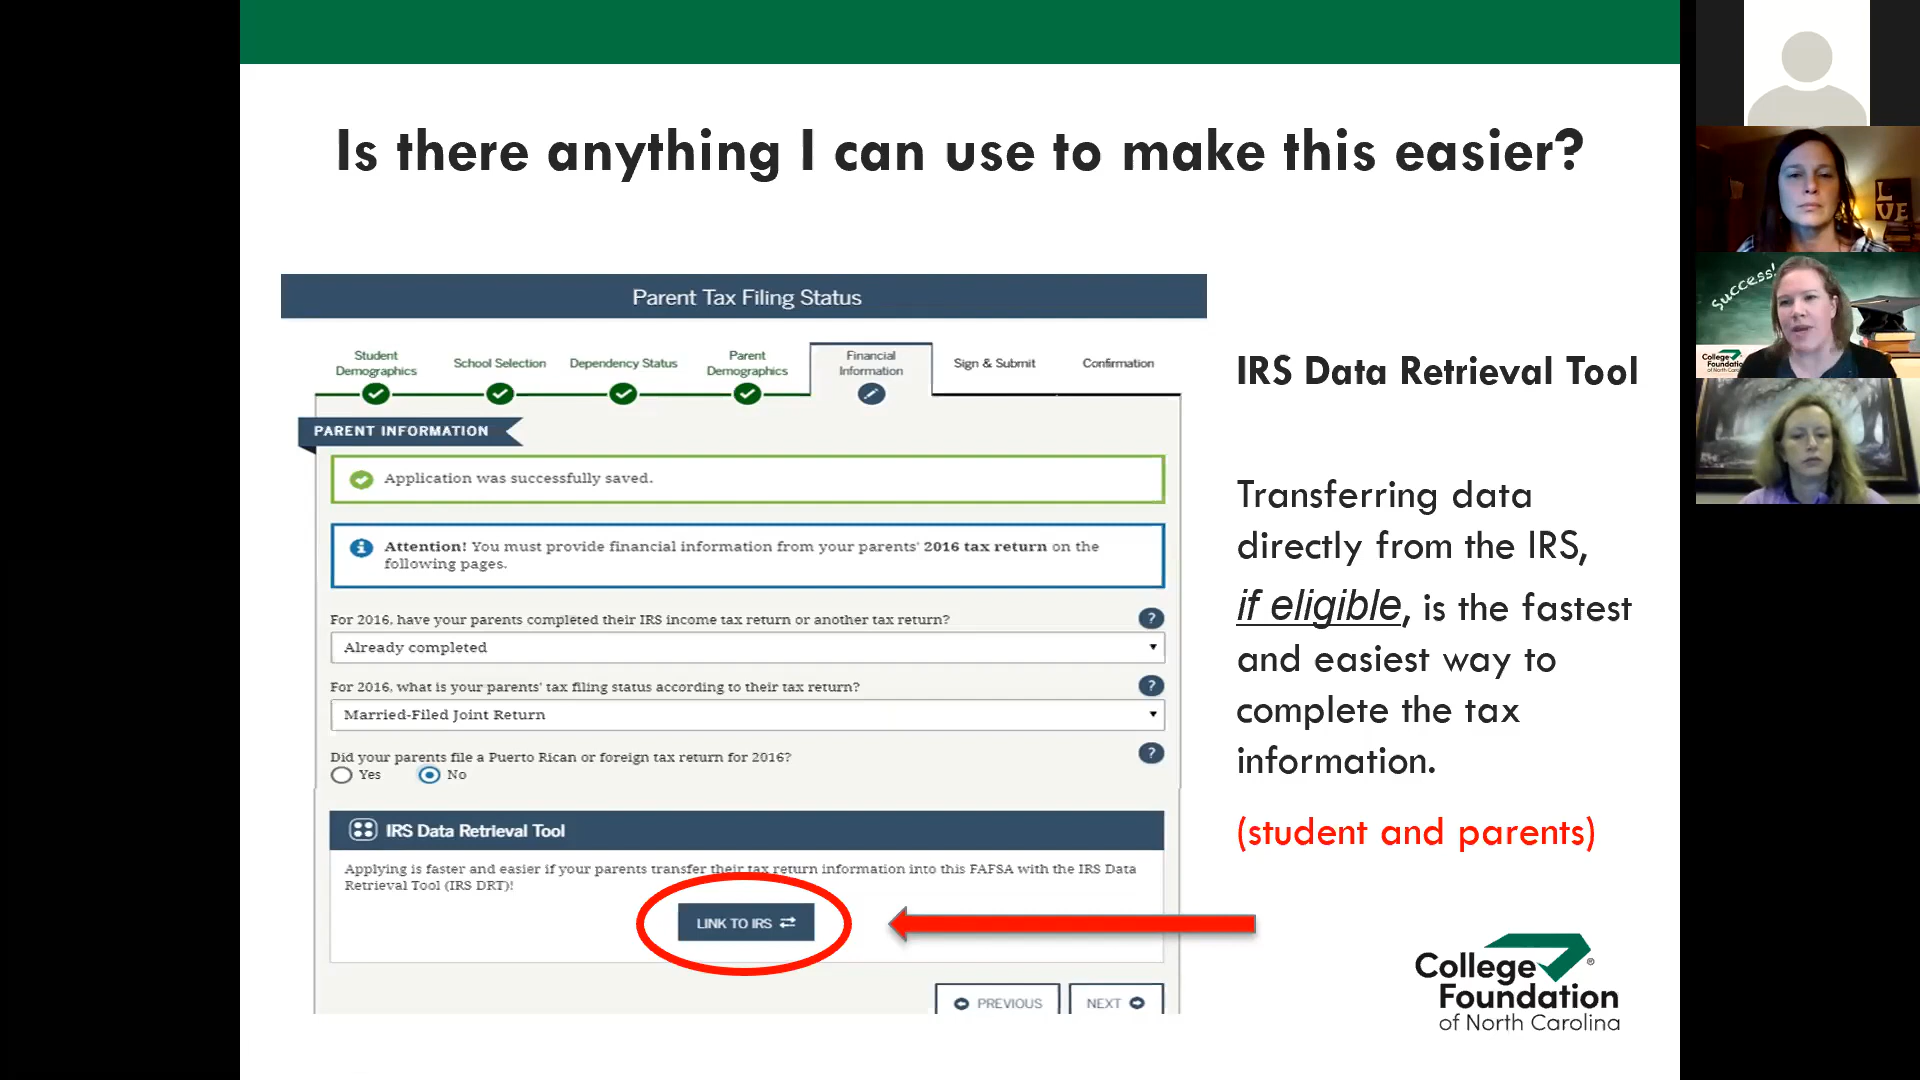 Is there anything I can use to make this easier?
Parent Tax Filing Status
Student Demographics
School Selection
Dependency Status
Parent Demographics
Financial Information
Sign & Submit
Confirmation
PARENT INFORMATION
Application was successfully saved.
Attention! You must provide financial information from your parents' 2016 tax return on the
following pages.
For 2016, have your parents completed their IRS income tax return or another tax return?
?
Already completed
For 2016, what is your parents' tax filing status according to their tax return?
?
Married-Filed Joint Return
Did your parents file a Puerto Rican or foreign tax return for 2016?
?
Yes
No
IRS Data Retrieval Tool
Applying is faster and easier if your parents transfer their tax return information into this FAFSA with the IRS Data
Retrieval Tool (IRS DRT)!
LINK TO IRS
PREVIOUS
NEXT
IRS Data Retrieval Tool
Transferring data
directly from the IRS,
if eligible, is the fastest
and easiest way to
complete the tax
information.
(student and parents)
College
Foundation
of North Carolina
®
LOVE
Success!
College
Foundation